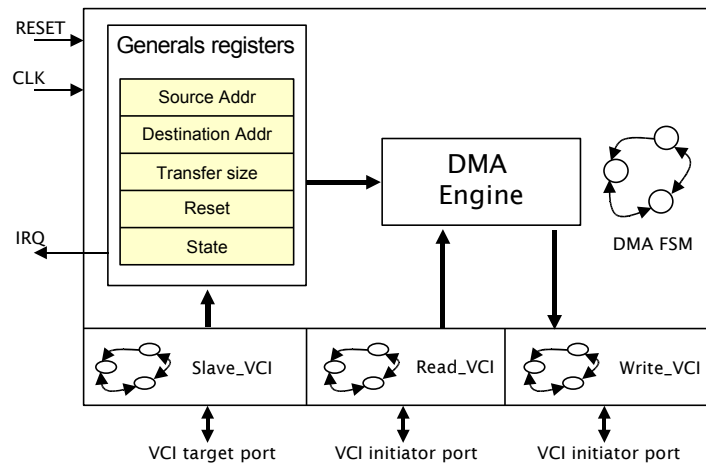 RESET
Generals registers
CLK
Source Addr
Destination Addr
Transfer size
Reset
State
DMA
Engine
IRQ
DMA FSM
Slave_VCI
Read_VCI
Write_VCI
VCI target port
VCI initiator port
VCI initiator port